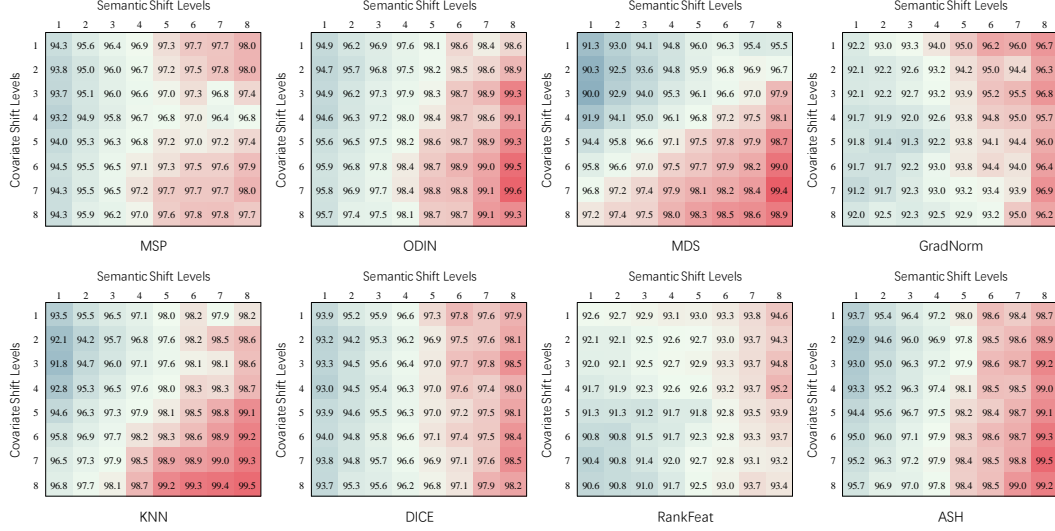 Semantic Shift Levels Semantic Shift Levels Semantic Shift Levels Semantic Shift Levels
1 2 3 4 5 6 7 8 1 2 3 4 5 6 7 8 1 2 3 4 5 6 7 8 1 2 3 4 5 6 7 8
Covariate Shift Levels Covariate Shift Levels Covariate Shift Levels Covariate Shift Levels
1 94.3 95.6 96.4 96.9 97.3 97.7 97.7 98.0 1 94.9 96.2 96.9 97.6 98.1 98.6 98.4 98.6 1 91.3 93.0 94.1 94.8 96.0 96.3 95.4 95.5 1 92.2 93.0 93.3 94.0 95.0 96.2 96.0 96.7
2 93.8 95.0 96.0 96.7 97.2 97.5 97.8 98.0 2 94.7 95.7 96.8 97.5 98.2 98.5 98.6 98.9 2 90.3 92.5 93.6 94.8 95.9 96.8 96.9 96.7 2 92.1 92.2 92.6 93.2 94.2 95.0 94.4 96.3
3 93.7 95.1 96.0 96.6 97.0 97.3 96.8 97.4 3 94.9 96.2 97.3 97.9 98.3 98.7 98.9 99.3 3 90.0 92.9 94.0 95.3 96.1 96.6 97.0 97.9 3 92.1 92.2 92.7 93.2 93.9 95.2 95.5 96.8
4 93.2 94.9 95.8 96.7 96.8 97.0 96.4 96.8 4 94.6 96.3 97.2 98.0 98.4 98.7 98.6 99.1 4 91.9 94.1 95.0 96.1 96.8 97.2 97.5 98.1 4 91.7 91.9 92.0 92.6 93.8 94.8 95.0 95.7
5 94.0 95.3 96.3 96.8 97.2 97.0 97.2 97.4 5 95.6 96.5 97.5 98.2 98.6 98.7 98.9 99.3 5 94.4 95.8 96.6 97.1 97.5 97.8 97.9 98.7 5 91.8 91.4 91.3 92.2 93.8 94.1 94.4 96.0
6 94.5 95.5 96.5 97.1 97.3 97.5 97.6 97.9 6 95.9 96.8 97.8 98.4 98.7 98.9 99.0 99.5 6 95.8 96.6 97.0 97.5 97.7 97.9 98.2 99.0 6 91.7 91.7 92.2 93.0 93.8 94.4 94.0 96.4
7 94.3 95.5 96.5 97.2 97.7 97.7 97.7 98.0 7 95.8 96.9 97.7 98.4 98.8 98.8 99.1 99.6 7 96.8 97.2 97.4 97.9 98.1 98.2 98.4 99.4 7 91.2 91.7 92.3 93.0 93.2 93.4 93.9 96.9
8 94.3 95.9 96.2 97.0 97.6 97.8 97.8 97.7 8 95.7 97.4 97.5 98.1 98.7 98.7 99.1 99.3 8 97.2 97.4 97.5 98.0 98.3 98.5 98.6 98.9 8 92.0 92.5 92.3 92.5 92.9 93.2 95.0 96.2
MSP ODIN MDS GradNorm
Semantic Shift Levels Semantic Shift Levels Semantic Shift Levels Semantic Shift Levels
1 2 3 4 5 6 7 8 1 2 3 4 5 6 7 8 1 2 3 4 5 6 7 8 1 2 3 4 5 6 7 8
Covariate Shift Levels Covariate Shift Levels Covariate Shift Levels Covariate Shift Levels
1 93.5 95.5 96.5 97.1 98.0 98.2 97.9 98.2 1 93.9 95.2 95.9 96.6 97.3 97.8 97.6 97.9 1 92.6 92.7 92.9 93.1 93.0 93.3 93.8 94.6 1 93.7 95.4 96.4 97.2 98.0 98.6 98.4 98.7
2 92.1 94.2 95.7 96.8 97.6 98.2 98.5 98.6 2 93.2 94.2 95.3 96.2 96.9 97.5 97.6 98.1 2 92.1 92.1 92.5 92.6 92.7 93.0 93.7 94.3 2 92.9 94.6 96.0 96.9 97.8 98.6 98.6 98.9
3 91.8 94.7 96.0 97.1 97.6 98.1 98.1 98.6 3 93.3 94.5 95.3 96.4 97.0 97.7 97.8 98.5 3 92.0 92.1 92.5 92.7 92.8 93.3 93.7 94.8 3 93.0 95.0 96.3 97.3 97.9 98.6 98.7 99.2
4 92.8 95.3 96.5 97.6 98.0 98.3 98.3 98.7 4 93.0 94.5 95.4 96.3 97.0 97.6 97.4 98.0 4 91.7 91.9 92.3 92.6 92.6 93.2 93.7 95.2 4 93.3 95.2 96.3 97.4 98.1 98.5 98.5 99.0
5 94.6 96.3 97.3 97.9 98.1 98.5 98.8 99.1 5 93.9 94.6 95.5 96.3 97.0 97.2 97.5 98.1 5 91.3 91.3 91.2 91.7 91.8 92.8 93.5 93.9 5 94.4 95.6 96.7 97.5 98.2 98.4 98.7 99.1
6 95.8 96.9 97.7 98.2 98.3 98.6 98.9 99.2 6 94.0 94.8 95.8 96.6 97.1 97.4 97.5 98.4 6 90.8 90.8 91.5 91.7 92.3 92.8 93.3 93.7 6 95.0 96.0 97.1 97.9 98.3 98.6 98.7 99.3
7 96.5 97.3 97.9 98.5 98.9 98.9 99.0 99.3 7 93.8 94.8 95.7 96.6 96.9 97.1 97.6 98.5 7 90.4 90.8 91.4 92.0 92.7 92.8 93.1 93.2 7 95.2 96.3 97.2 97.9 98.4 98.5 98.8 99.5
8 96.8 97.7 98.1 98.7 99.2 99.3 99.4 99.5 8 93.7 95.3 95.6 96.2 96.8 97.1 97.9 98.2 8 90.6 90.8 91.0 91.7 92.5 93.0 93.7 93.4 8 95.7 96.9 97.0 97.8 98.4 98.5 99.0 99.2
KNN DICE RankFeat ASH